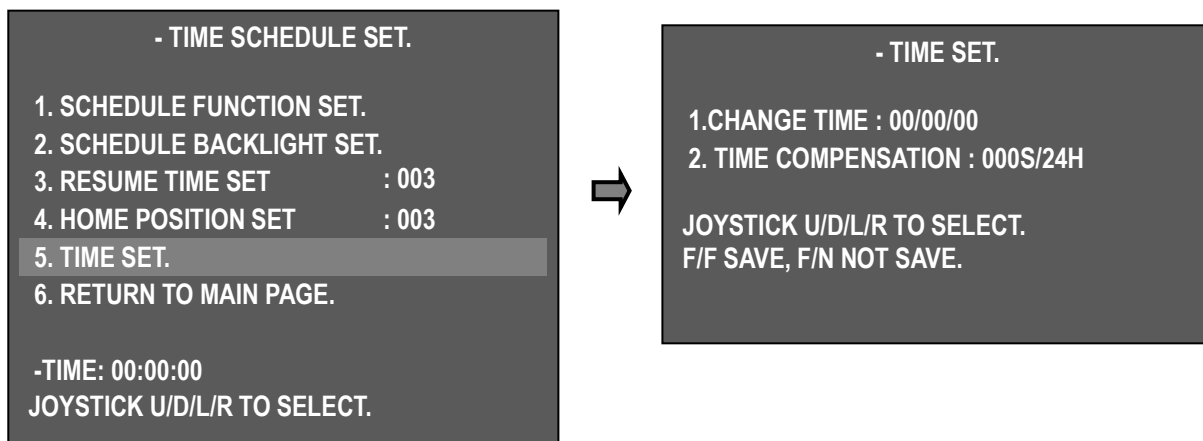 - TIME SCHEDULE SET.
1. SCHEDULE FUNCTION SET.
2. SCHEDULE BACKLIGHT SET.
3. RESUME TIME SET : 003
4. HOME POSITION SET : 003
5. TIME SET.
6. RETURN TO MAIN PAGE.
-TIME: 00:00:00
JOYSTICK U/D/L/R TO SELECT.
- TIME SET.
1.CHANGE TIME : 00/00/00
2. TIME COMPENSATION : 000S/24H
JOYSTICK U/D/L/R TO SELECT.
F/F SAVE, F/N NOT SAVE.